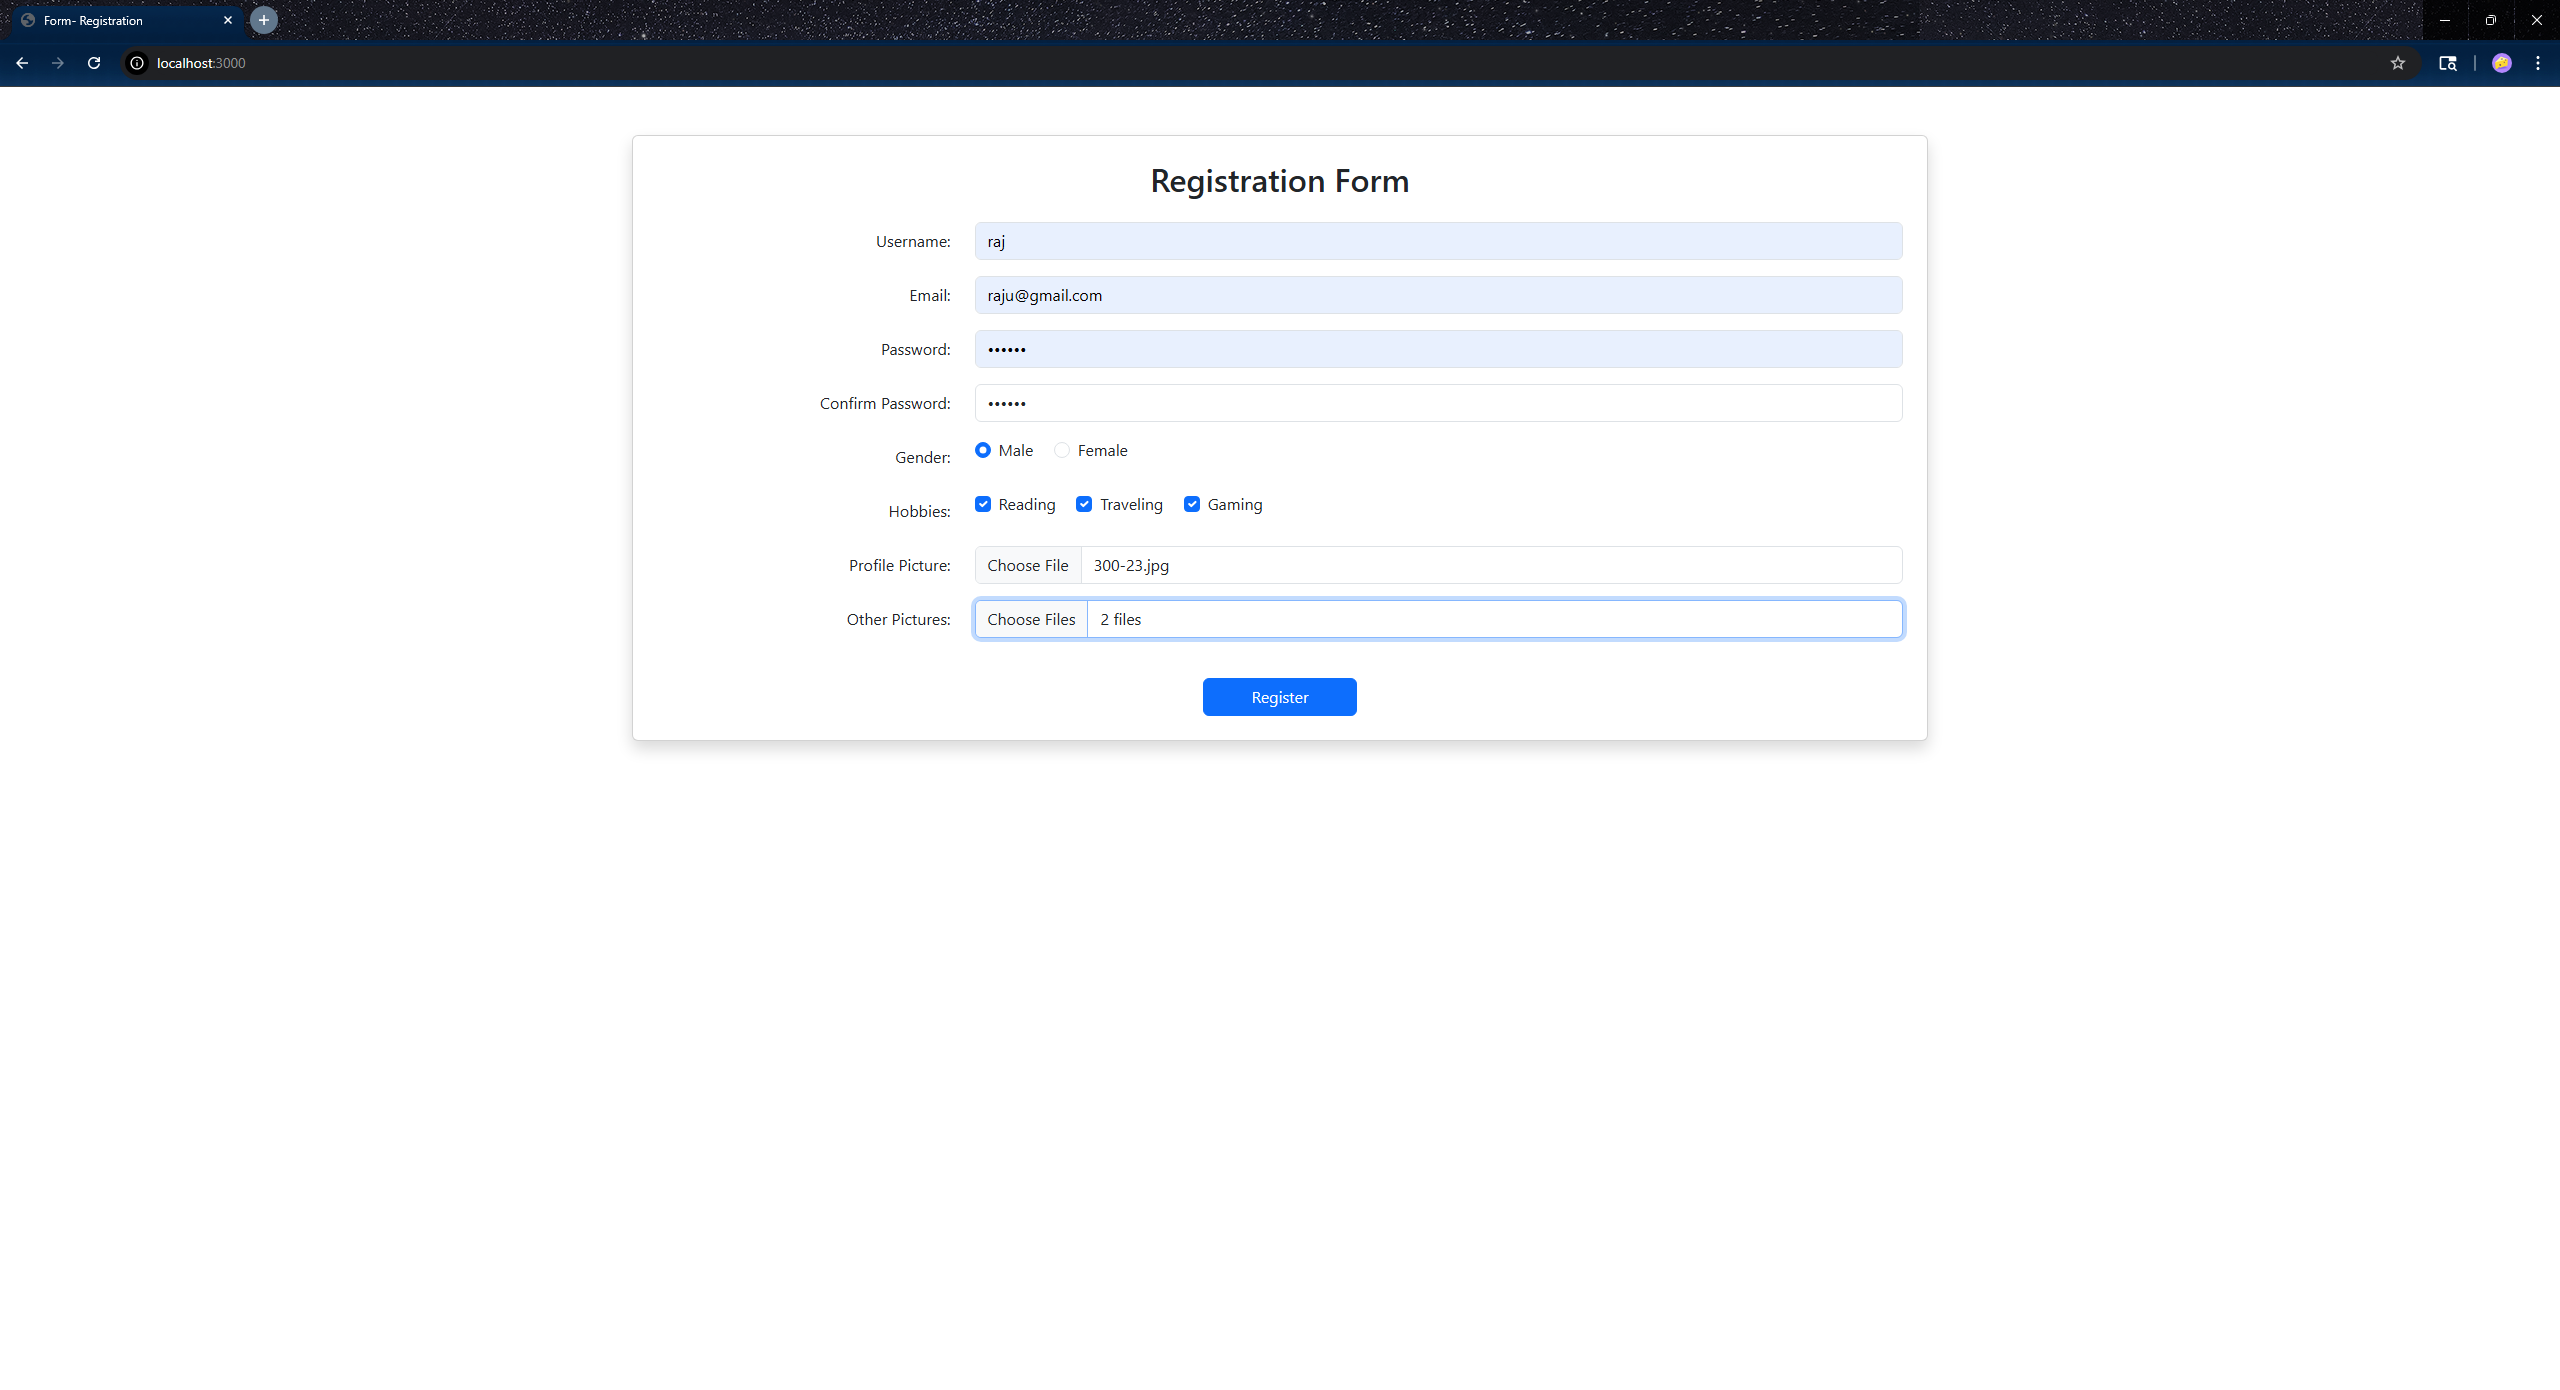 Form- Registration
localhost:3000
Registration Form
Username: raj
Email: raju@gmail.com
Password: ••••••
Confirm Password: ••••••
Gender: Male Female
Hobbies: Reading Traveling Gaming
Profile Picture: Choose File 300-23.jpg
Other Pictures: Choose Files 2 files
Register